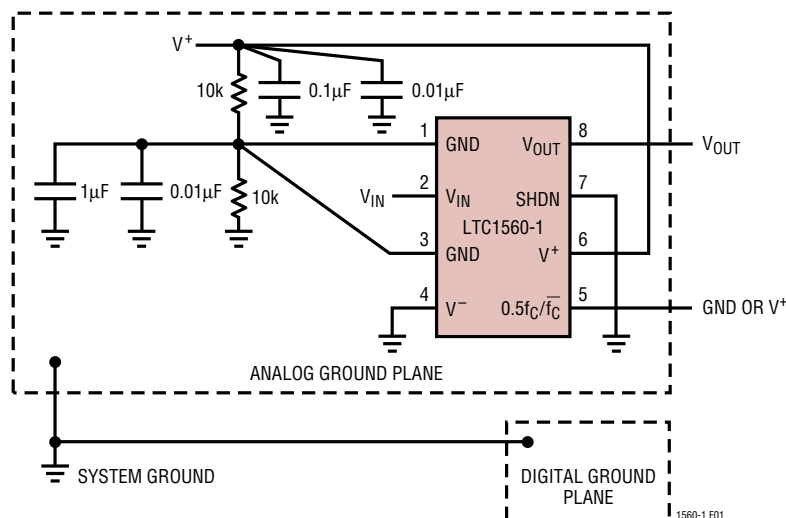 V+
10k
0.1µF
0.01µF
1µF
0.01µF
10k
VIN
1
GND
2
VIN
3
GND
4
V−
LTC1560-1
VOUT
8
SHDN
7
V+
6
0.5fC/f̅C̅
5
VOUT
GND OR V+
ANALOG GROUND PLANE
SYSTEM GROUND
DIGITAL GROUND
PLANE
1560-1 F01